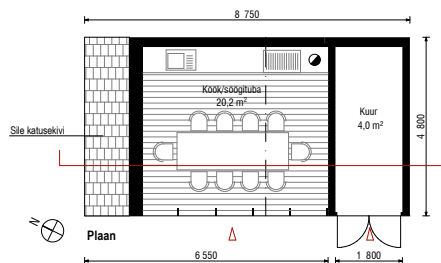 8 750
Köök/söögituba
20,2 m²
Kuur
4,0 m²
4 800
Sile katusekivi
N
Plaan
6 550
1 800